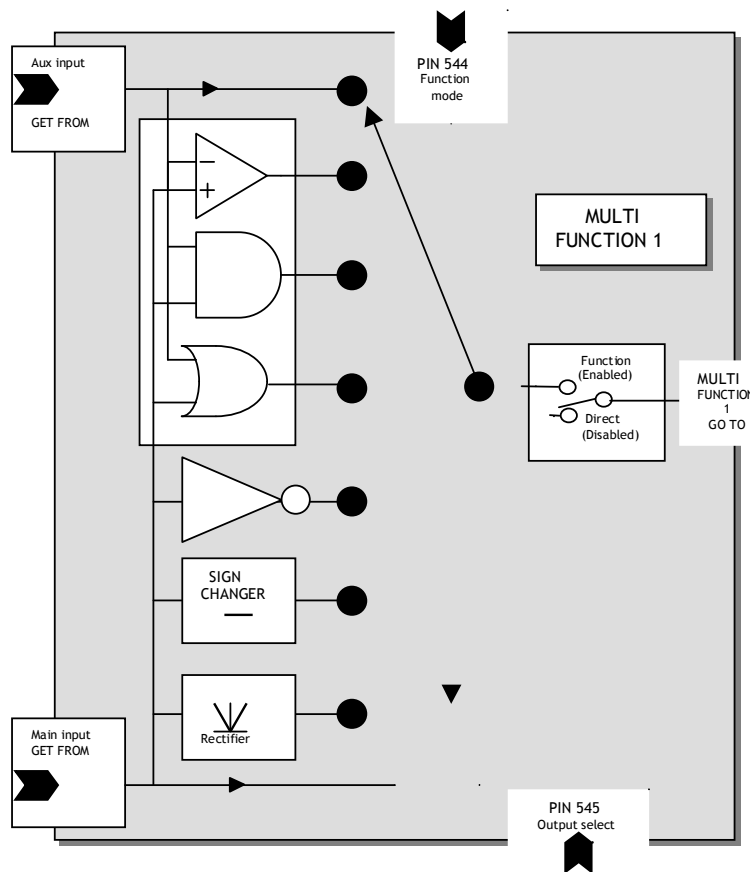 Aux input
GET FROM
PIN 544
Function
mode
MULTI
FUNCTION 1
Function
(Enabled)
Direct
(Disabled)
MULTI
FUNCTION
1
GO TO
SIGN
CHANGER
Rectifier
Main input
GET FROM
PIN 545
Output select